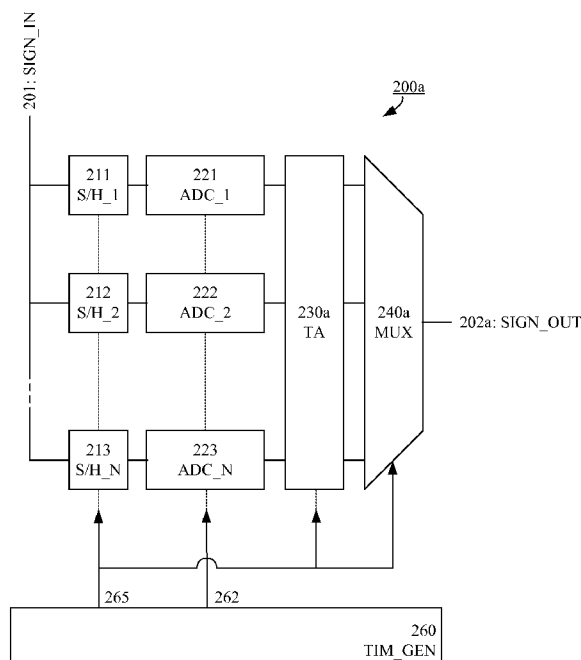 201: SIGN_IN
200a
211
S/H_1
221
ADC_1
212
S/H_2
222
ADC_2
230a
TA
240a
MUX
202a: SIGN_OUT
213
S/H_N
223
ADC_N
265
262
260
TIM_GEN